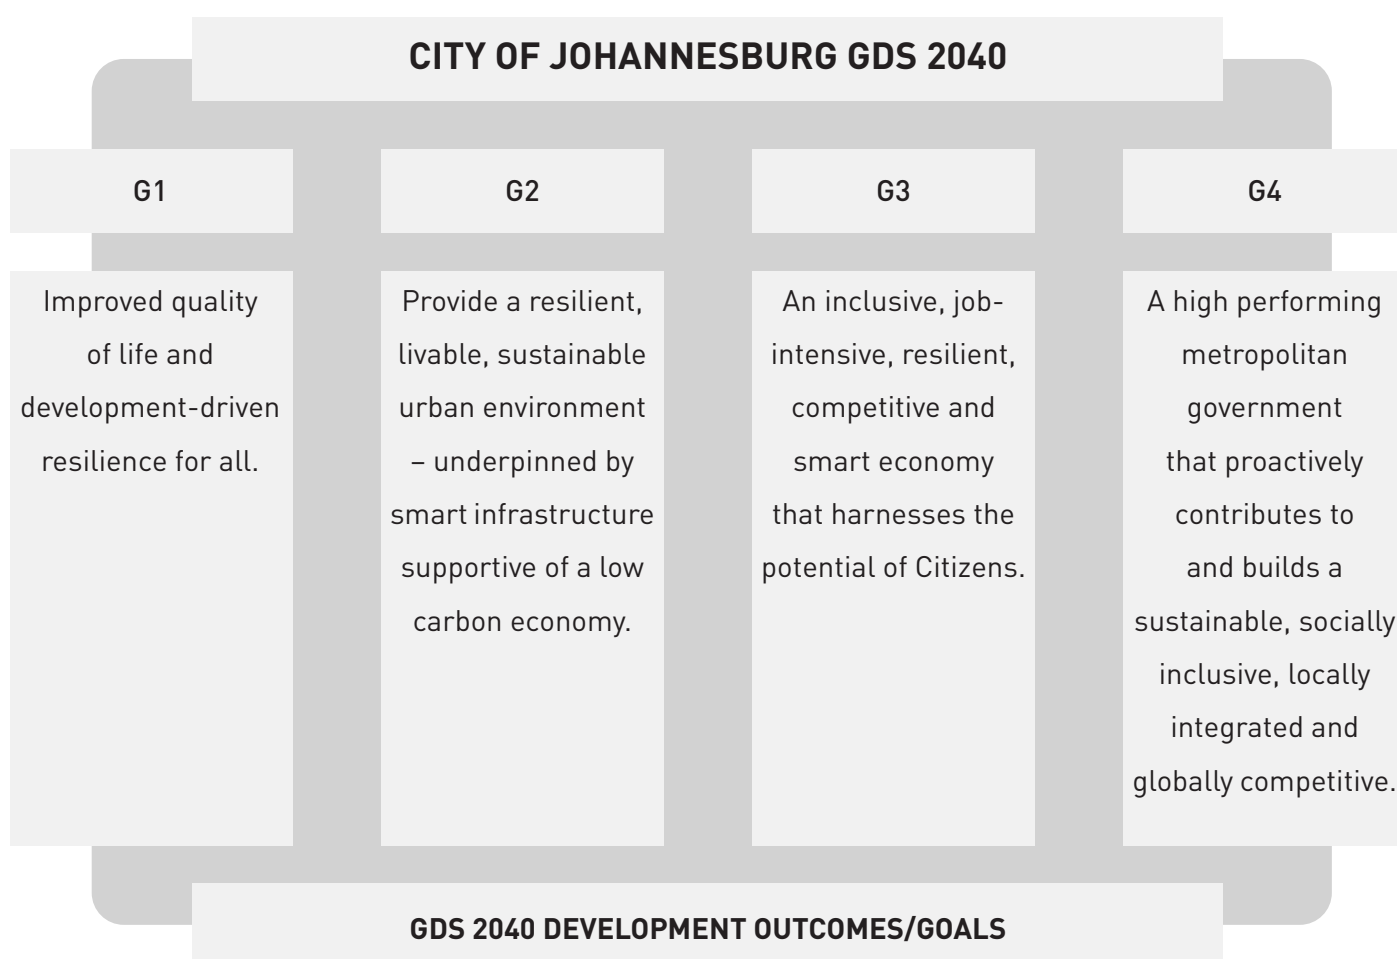 CITY OF JOHANNESBURG GDS 2040
G1
Improved quality
of life and
development-driven
resilience for all.
G2
Provide a resilient,
livable, sustainable
urban environment
– underpinned by
smart infrastructure
supportive of a low
carbon economy.
G3
An inclusive, job-
intensive, resilient,
competitive and
smart economy
that harnesses the
potential of Citizens.
G4
A high performing
metropolitan
government
that proactively
contributes to
and builds a
sustainable, socially
inclusive, locally
integrated and
globally competitive.
GDS 2040 DEVELOPMENT OUTCOMES/GOALS